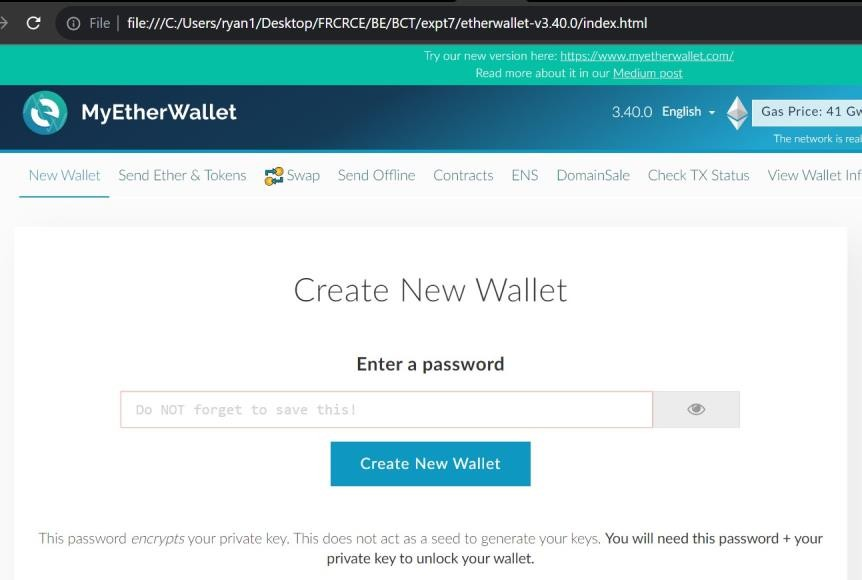 File file:///C:/Users/ryan1/Desktop/FRCRCE/BE/BCT/expt7/etherwallet-v3.40.0/index.html
Try our new version here: https://www.myetherwallet.com/
Read more about it in our Medium post
MyEtherWallet 3.40.0 English Gas Price: 41 Gw
The network is real
New Wallet Send Ether & Tokens Swap Send Offline Contracts ENS DomainSale Check TX Status View Wallet Inf
Create New Wallet
Enter a password
Do NOT forget to save this!
Create New Wallet
This password encrypts your private key. This does not act as a seed to generate your keys. You will need this password + your
private key to unlock your wallet.